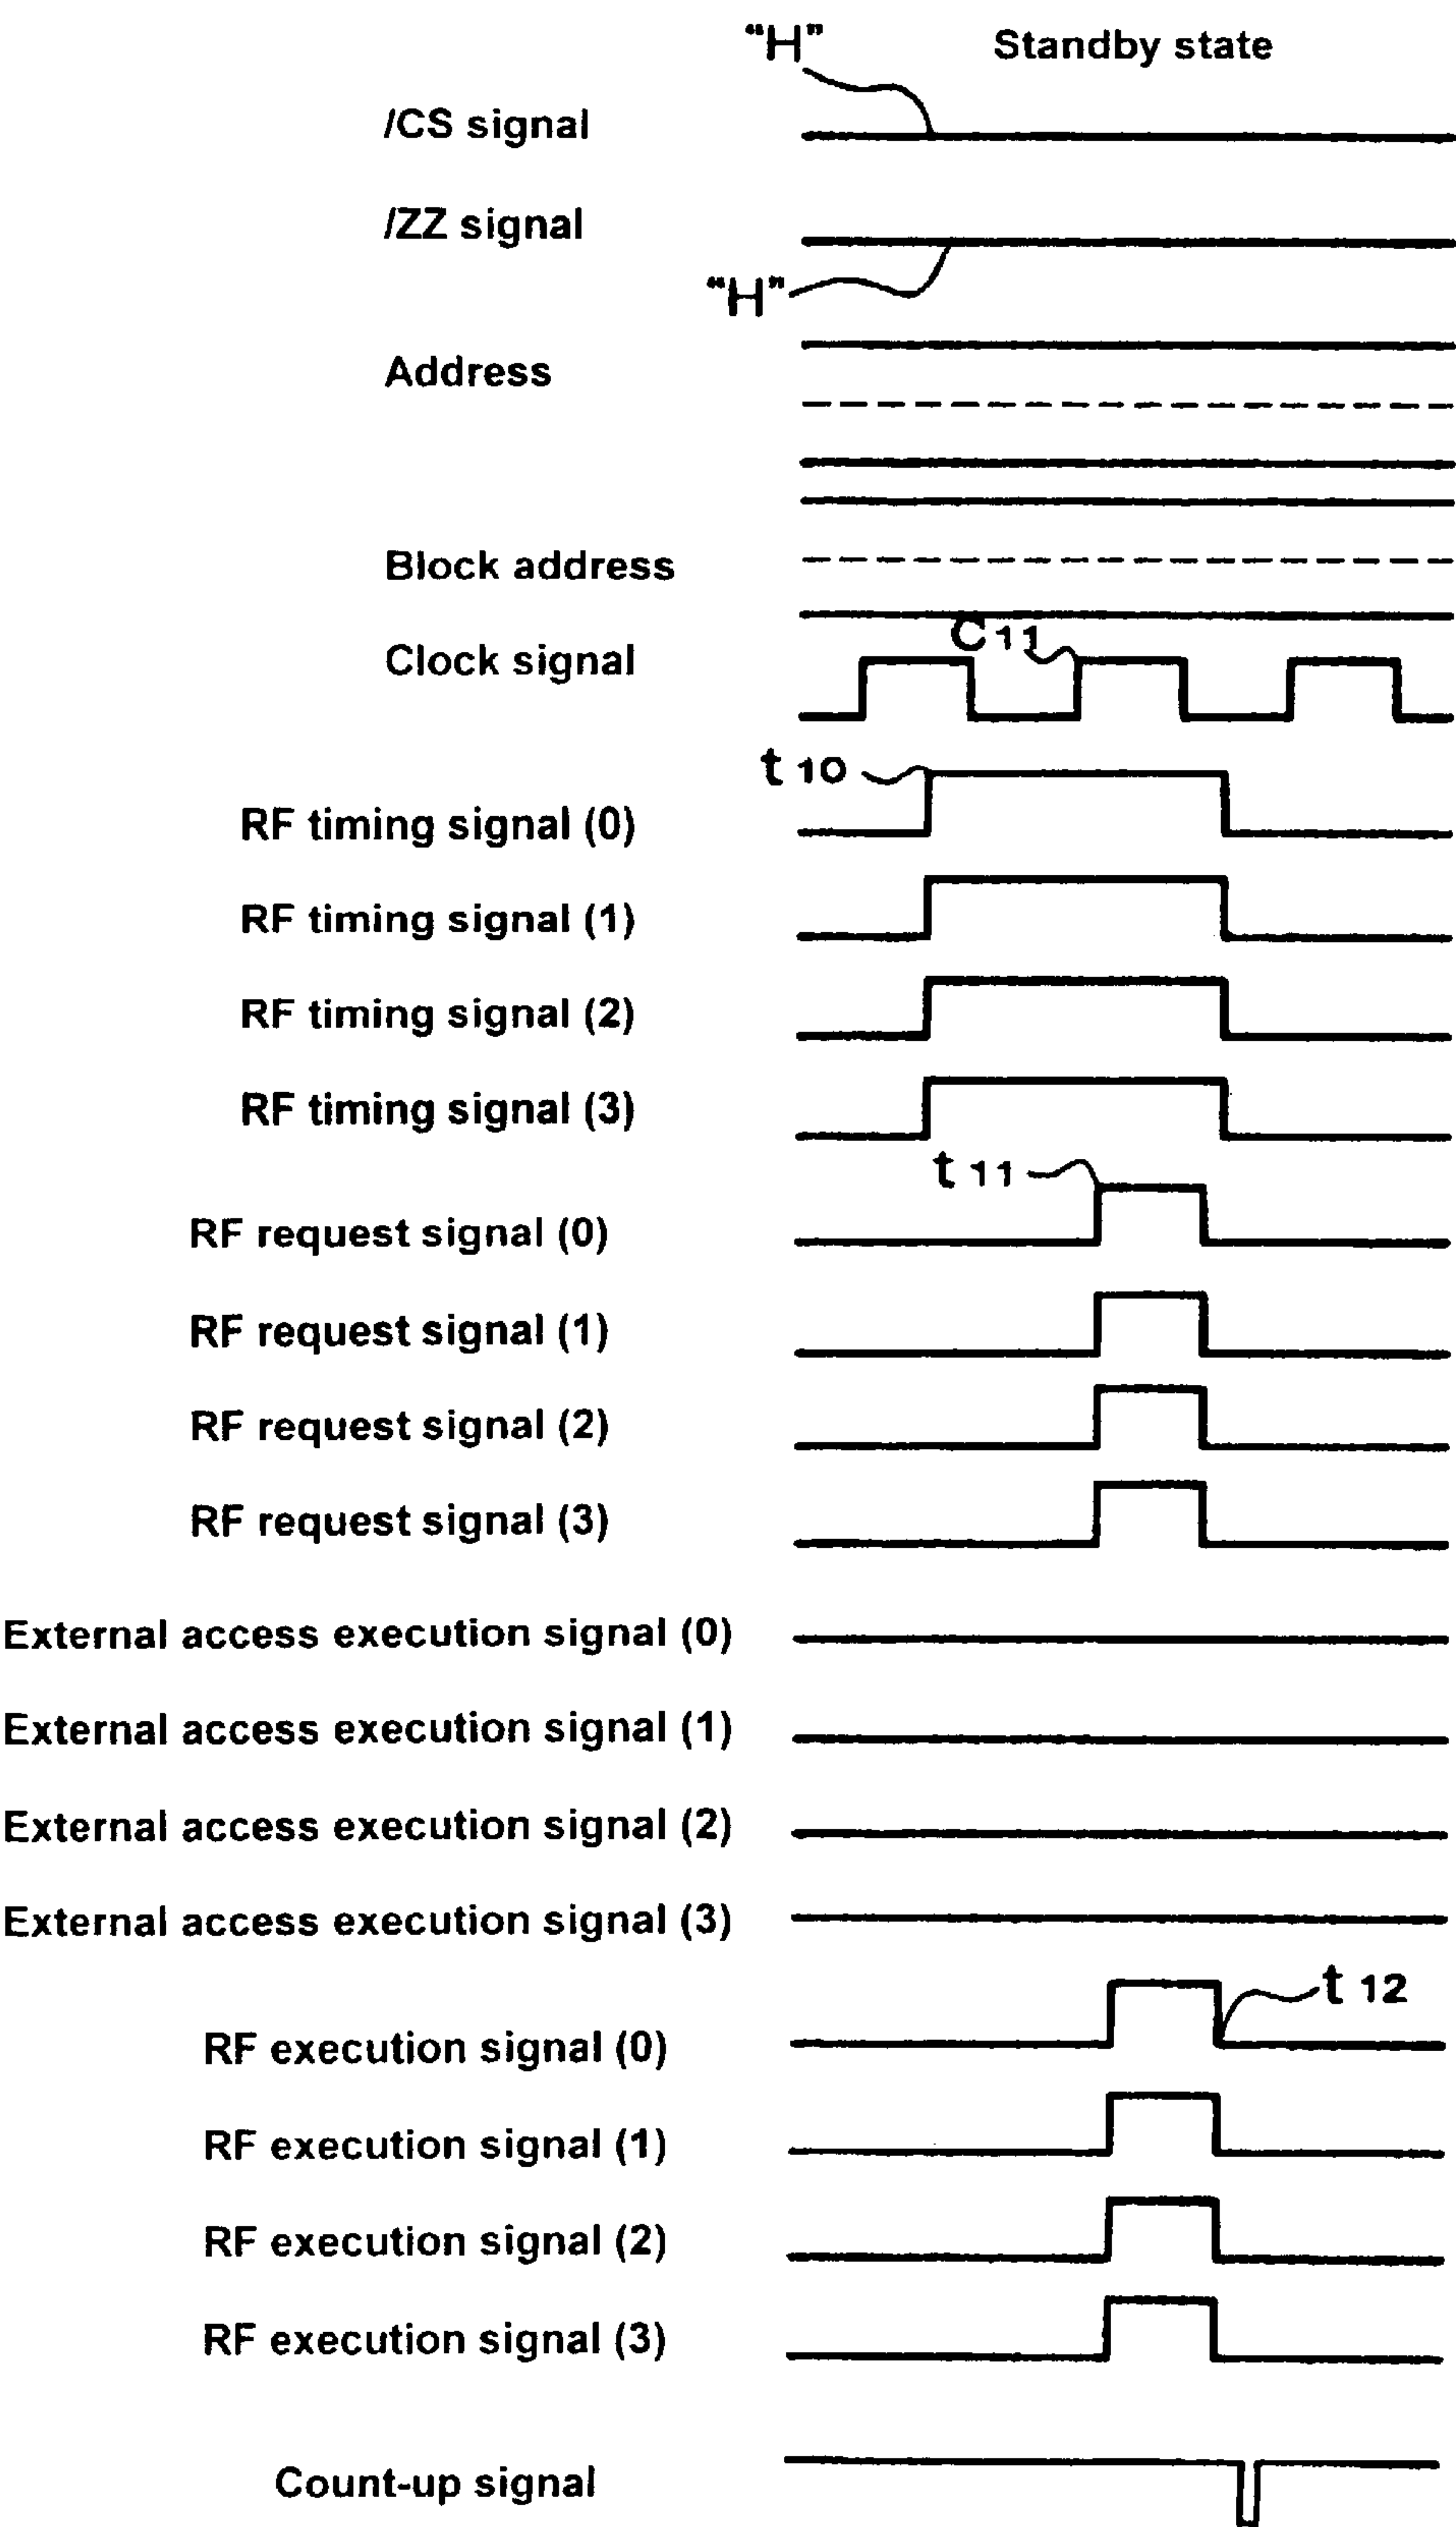 “H” Standby state
/CS signal
/ZZ signal
“H”
Address
Block address
C11
Clock signal
t10
RF timing signal (0)
RF timing signal (1)
RF timing signal (2)
RF timing signal (3)
t11
RF request signal (0)
RF request signal (1)
RF request signal (2)
RF request signal (3)
External access execution signal (0)
External access execution signal (1)
External access execution signal (2)
External access execution signal (3)
t12
RF execution signal (0)
RF execution signal (1)
RF execution signal (2)
RF execution signal (3)
Count-up signal